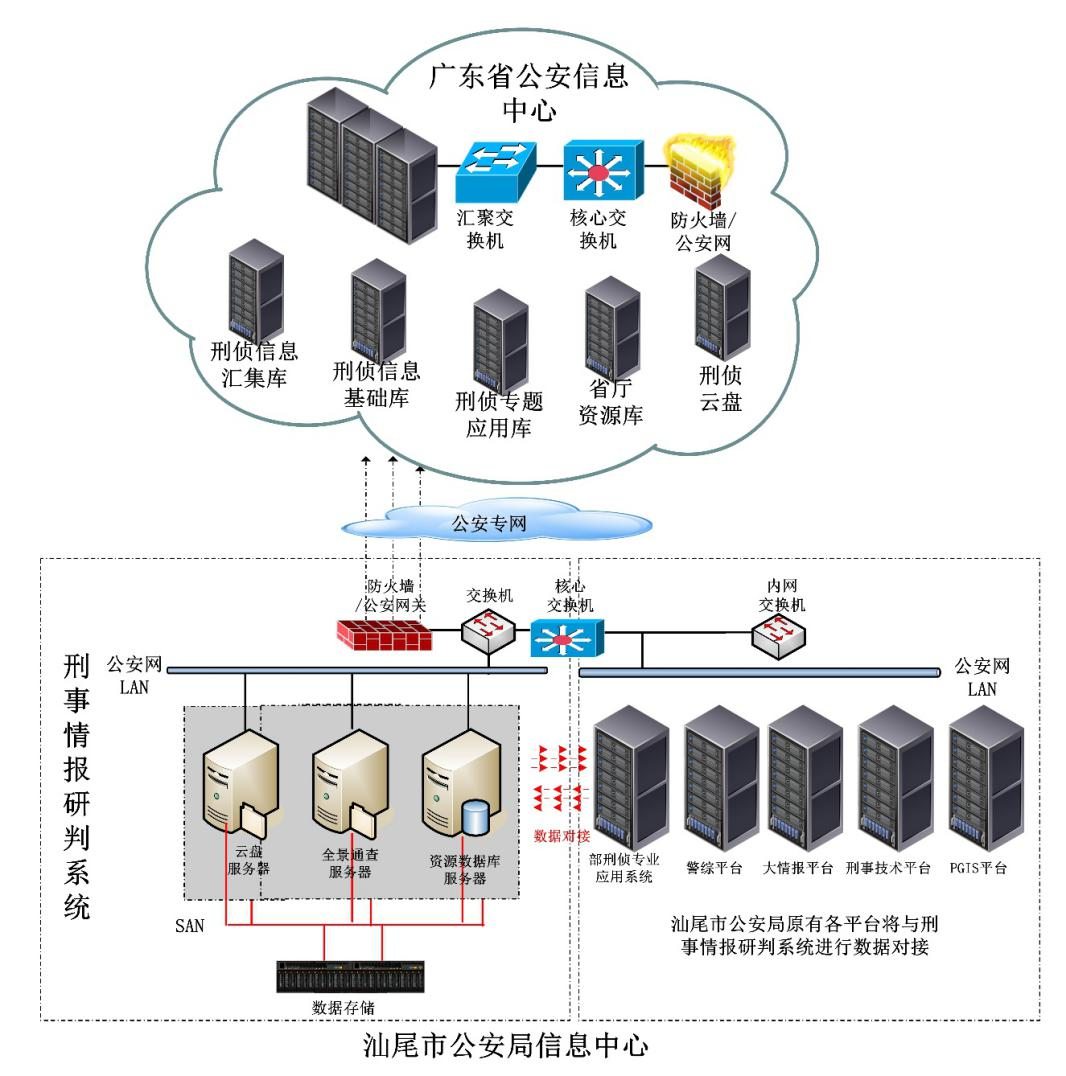 广东省公安信息
中心
汇聚交
换机
核心交
换机
防火墙/
公安网
刑侦信息
汇集库
刑侦信息
基础库
刑侦专题
应用库
省厅
资源库
刑侦
云盘
公安专网
防火墙
/公安网关
交换机
核心
交换机
内网
交换机
刑事情报研判系统
公安网
LAN
公安网
LAN
云盘
服务器
全景通查
服务器
资源数据库
服务器
数据对接
部刑侦专业
应用系统
警综平台
大情报平台
刑事技术平台
PGIS平台
SAN
汕尾市公安局原有各平台将与刑
事情报研判系统进行数据对接
数据存储
汕尾市公安局信息中心